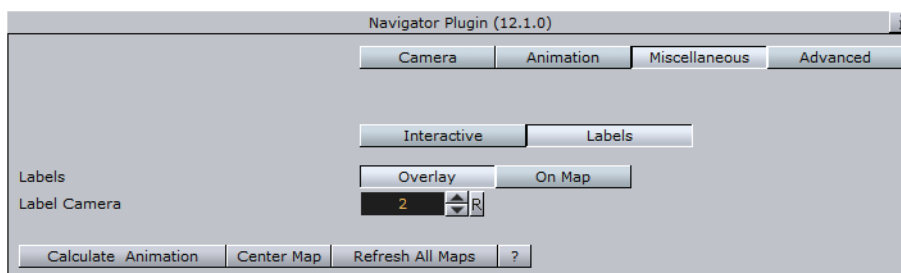 Navigator Plugin (12.1.0)
Camera Animation Miscellaneous Advanced
Interactive Labels
Labels Overlay On Map
Label Camera 2 R
Calculate Animation Center Map Refresh All Maps ?